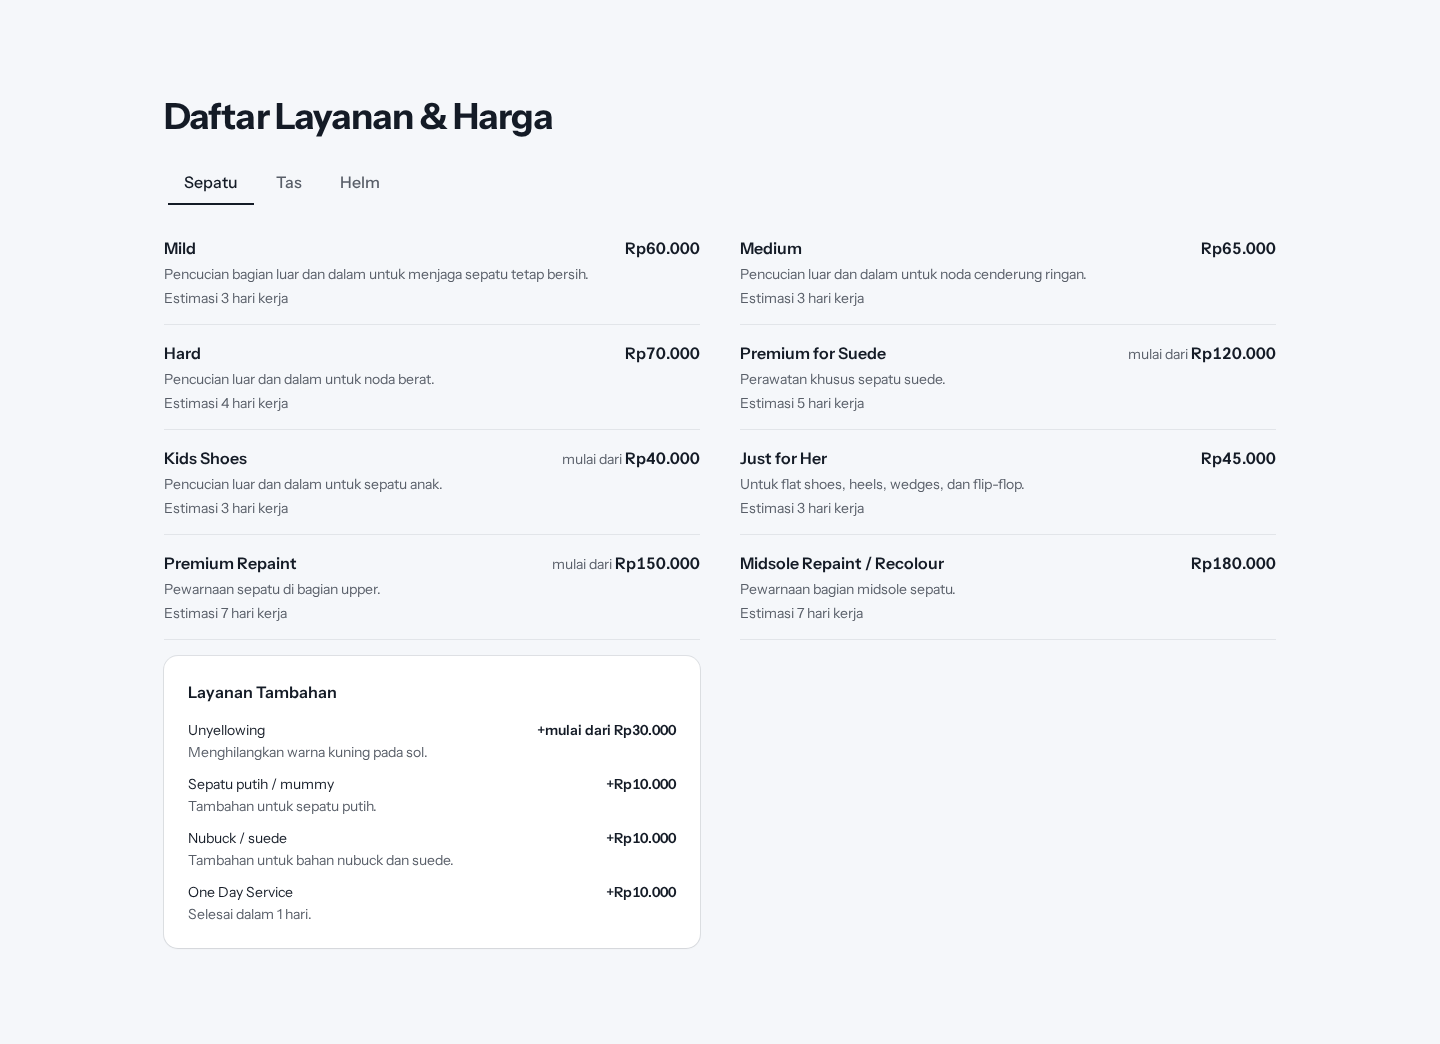 Daftar Layanan & Harga
Sepatu Tas Helm
Mild Rp60.000
Pencucian bagian luar dan dalam untuk menjaga sepatu tetap bersih.
Estimasi 3 hari kerja
Medium Rp65.000
Pencucian luar dan dalam untuk noda cenderung ringan.
Estimasi 3 hari kerja
Hard Rp70.000
Pencucian luar dan dalam untuk noda berat.
Estimasi 4 hari kerja
Premium for Suede mulai dari Rp120.000
Perawatan khusus sepatu suede.
Estimasi 5 hari kerja
Kids Shoes mulai dari Rp40.000
Pencucian luar dan dalam untuk sepatu anak.
Estimasi 3 hari kerja
Just for Her Rp45.000
Untuk flat shoes, heels, wedges, dan flip-flop.
Estimasi 3 hari kerja
Premium Repaint mulai dari Rp150.000
Pewarnaan sepatu di bagian upper.
Estimasi 7 hari kerja
Midsole Repaint / Recolour Rp180.000
Pewarnaan bagian midsole sepatu.
Estimasi 7 hari kerja
Layanan Tambahan
Unyellowing +mulai dari Rp30.000
Menghilangkan warna kuning pada sol.
Sepatu putih / mummy +Rp10.000
Tambahan untuk sepatu putih.
Nubuck / suede +Rp10.000
Tambahan untuk bahan nubuck dan suede.
One Day Service +Rp10.000
Selesai dalam 1 hari.